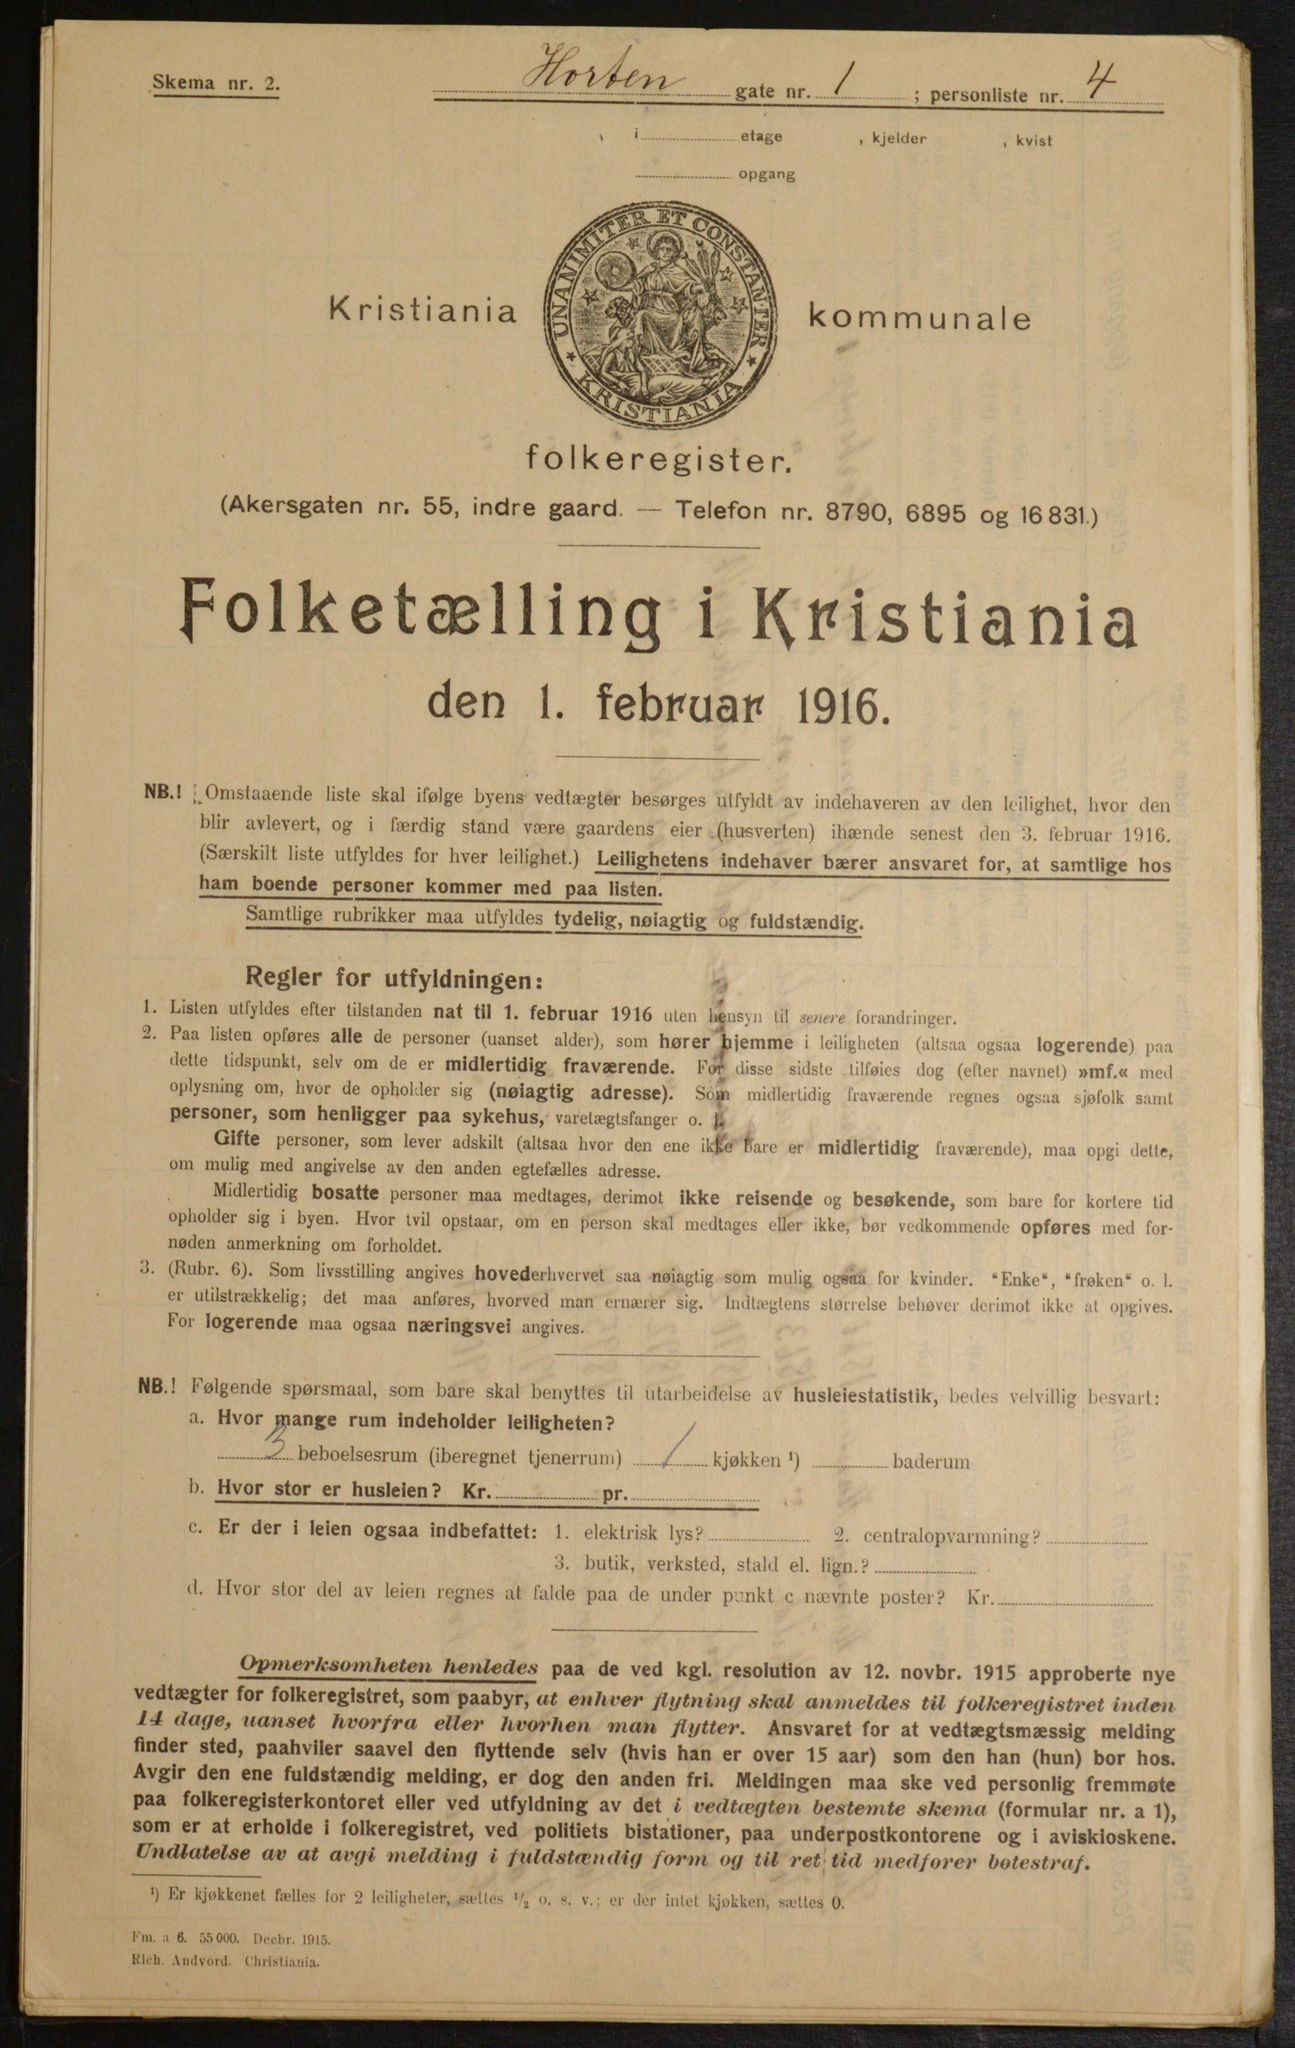 Skema nr. 2.
Horten gate nr. 1 ; personliste nr. 4
, i etage , kjelder , kvist
opgang
UNANIMITER ET CONSTANTER
KRISTIANIA
Kristiania kommunale
folkeregister.
(Akersgaten nr. 55, indre gaard. — Telefon nr. 8790, 6895 og 16 831.)
Folketælling i Kristiania
den 1. februar 1916.
NB.! Omstaaende liste skal ifølge byens vedtægter besørges utfyldt av indehaveren av den leilighet, hvor den
blir avlevert, og i færdig stand være gaardens eier (husverten) ihænde senest den 3. februar 1916.
(Særskilt liste utfyldes for hver leilighet.) Leilighetens indehaver bærer ansvaret for, at samtlige hos
ham boende personer kommer med paa listen.
Samtlige rubrikker maa utfyldes tydelig, nøiagtig og fuldstændig.
Regler for utfyldningen:
1. Listen utfyldes efter tilstanden nat til 1. februar 1916 uten hensyn til senere forandringer.
2. Paa listen opføres alle de personer (uanset alder), som hører hjemme i leiligheten (altsaa ogsaa logerende) paa
dette tidspunkt, selv om de er midlertidig fraværende. For disse sidste tilføies dog (efter navnet) »mf.« med
oplysning om, hvor de opholder sig (nøiagtig adresse). Som midlertidig fraværende regnes ogsaa sjøfolk samt
personer, som henligger paa sykehus, varetægtsfanger o. l.
Gifte personer, som lever adskilt (altsaa hvor den ene ikke bare er midlertidig fraværende), maa opgi dette,
om mulig med angivelse av den anden egtefælles adresse.
Midlertidig bosatte personer maa medtages, derimot ikke reisende og besøkende, som bare for kortere tid
opholder sig i byen. Hvor tvil opstaar, om en person skal medtages eller ikke, bør vedkommende opføres med for-
nøden anmerkning om forholdet.
3. (Rubr. 6). Som livsstilling angives hovederhvervet saa nøiagtig som mulig ogsaa for kvinder. "Enke", "frøken" o. l.
er utilstrækkelig; det maa anføres, hvorved man ernærer sig. Indtægtens størrelse behøver derimot ikke at opgives.
For logerende maa ogsaa næringsvei angives.
NB.! Følgende spørsmaal, som bare skal benyttes til utarbeidelse av husleiestatistik, bedes velvillig besvart:
a. Hvor mange rum indeholder leiligheten?
3 beboelsesrum (iberegnet tjenerrum) 1 kjøkken ¹) baderum
b. Hvor stor er husleien? Kr. pr.
c. Er der i leien ogsaa indbefattet: 1. elektrisk lys? 2. centralopvarmning?
3. butik, verksted, stald el. lign.?
d. Hvor stor del av leien regnes at falde paa de under punkt c nævnte poster? Kr.
Opmerksomheten henledes paa de ved kgl. resolution av 12. novbr. 1915 approberte nye
vedtægter for folkeregistret, som paabyr, at enhver flytning skal anmeldes til folkeregistret inden
14 dage, uanset hvorfra eller hvorhen man flytter. Ansvaret for at vedtægtsmæssig melding
finder sted, paahviler saavel den flyttende selv (hvis han er over 15 aar) som den han (hun) bor hos.
Avgir den ene fuldstændig melding, er dog den anden fri. Meldingen maa ske ved personlig fremmøte
paa folkeregisterkontoret eller ved utfyldning av det i vedtægten bestemte skema (formular nr. a 1),
som er at erholde i folkeregistret, ved politiets bistationer, paa underpostkontorene og i aviskioskene.
Undlatelse av at avgi melding i fuldstændig form og til ret tid medfører botestraf.
¹) Er kjøkkenet fælles for 2 leiligheter, sættes ½ o. s. v.; er der intet kjøkken, sættes 0.
Fm. a 6. 55 000. Decbr. 1915.
Rich. Andvord. Christiania.